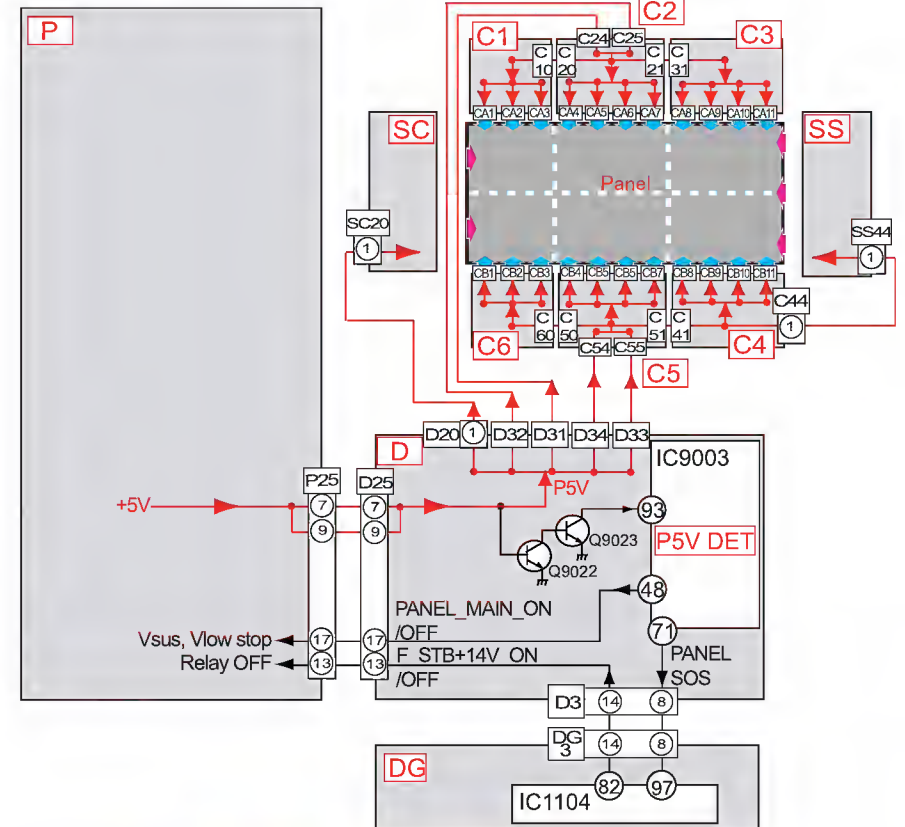 P
C2
C1
C24 C25
C3
C
10
C
20
C
21
C
31
CA1 CA2 CA3 CA4 CA5 CA6 CA7 CA8 CA9 CA10 CA11
SC
SS
Panel
SC20
1
SS44
1
CB1 CB2 CB3 CB4 CB5 CB5 CB7 CB8 CB9 CB10 CB11
C44
1
C
60
C
50
C
51
C
41
C6
C54 C55
C4
C5
D20 1 D32 D31 D34 D33
D
IC9003
P25 D25
P5V
+5V
7 7
9 9
93
Q9023
P5V DET
Q9022
48
PANEL_MAIN_ON
/OFF
71
Vsus, Vlow stop 17 17
PANEL
SOS
Relay OFF 13 13
F_STB+14V_ON
/OFF
D3 14 8
DG
3
14 8
DG
82 97
IC1104